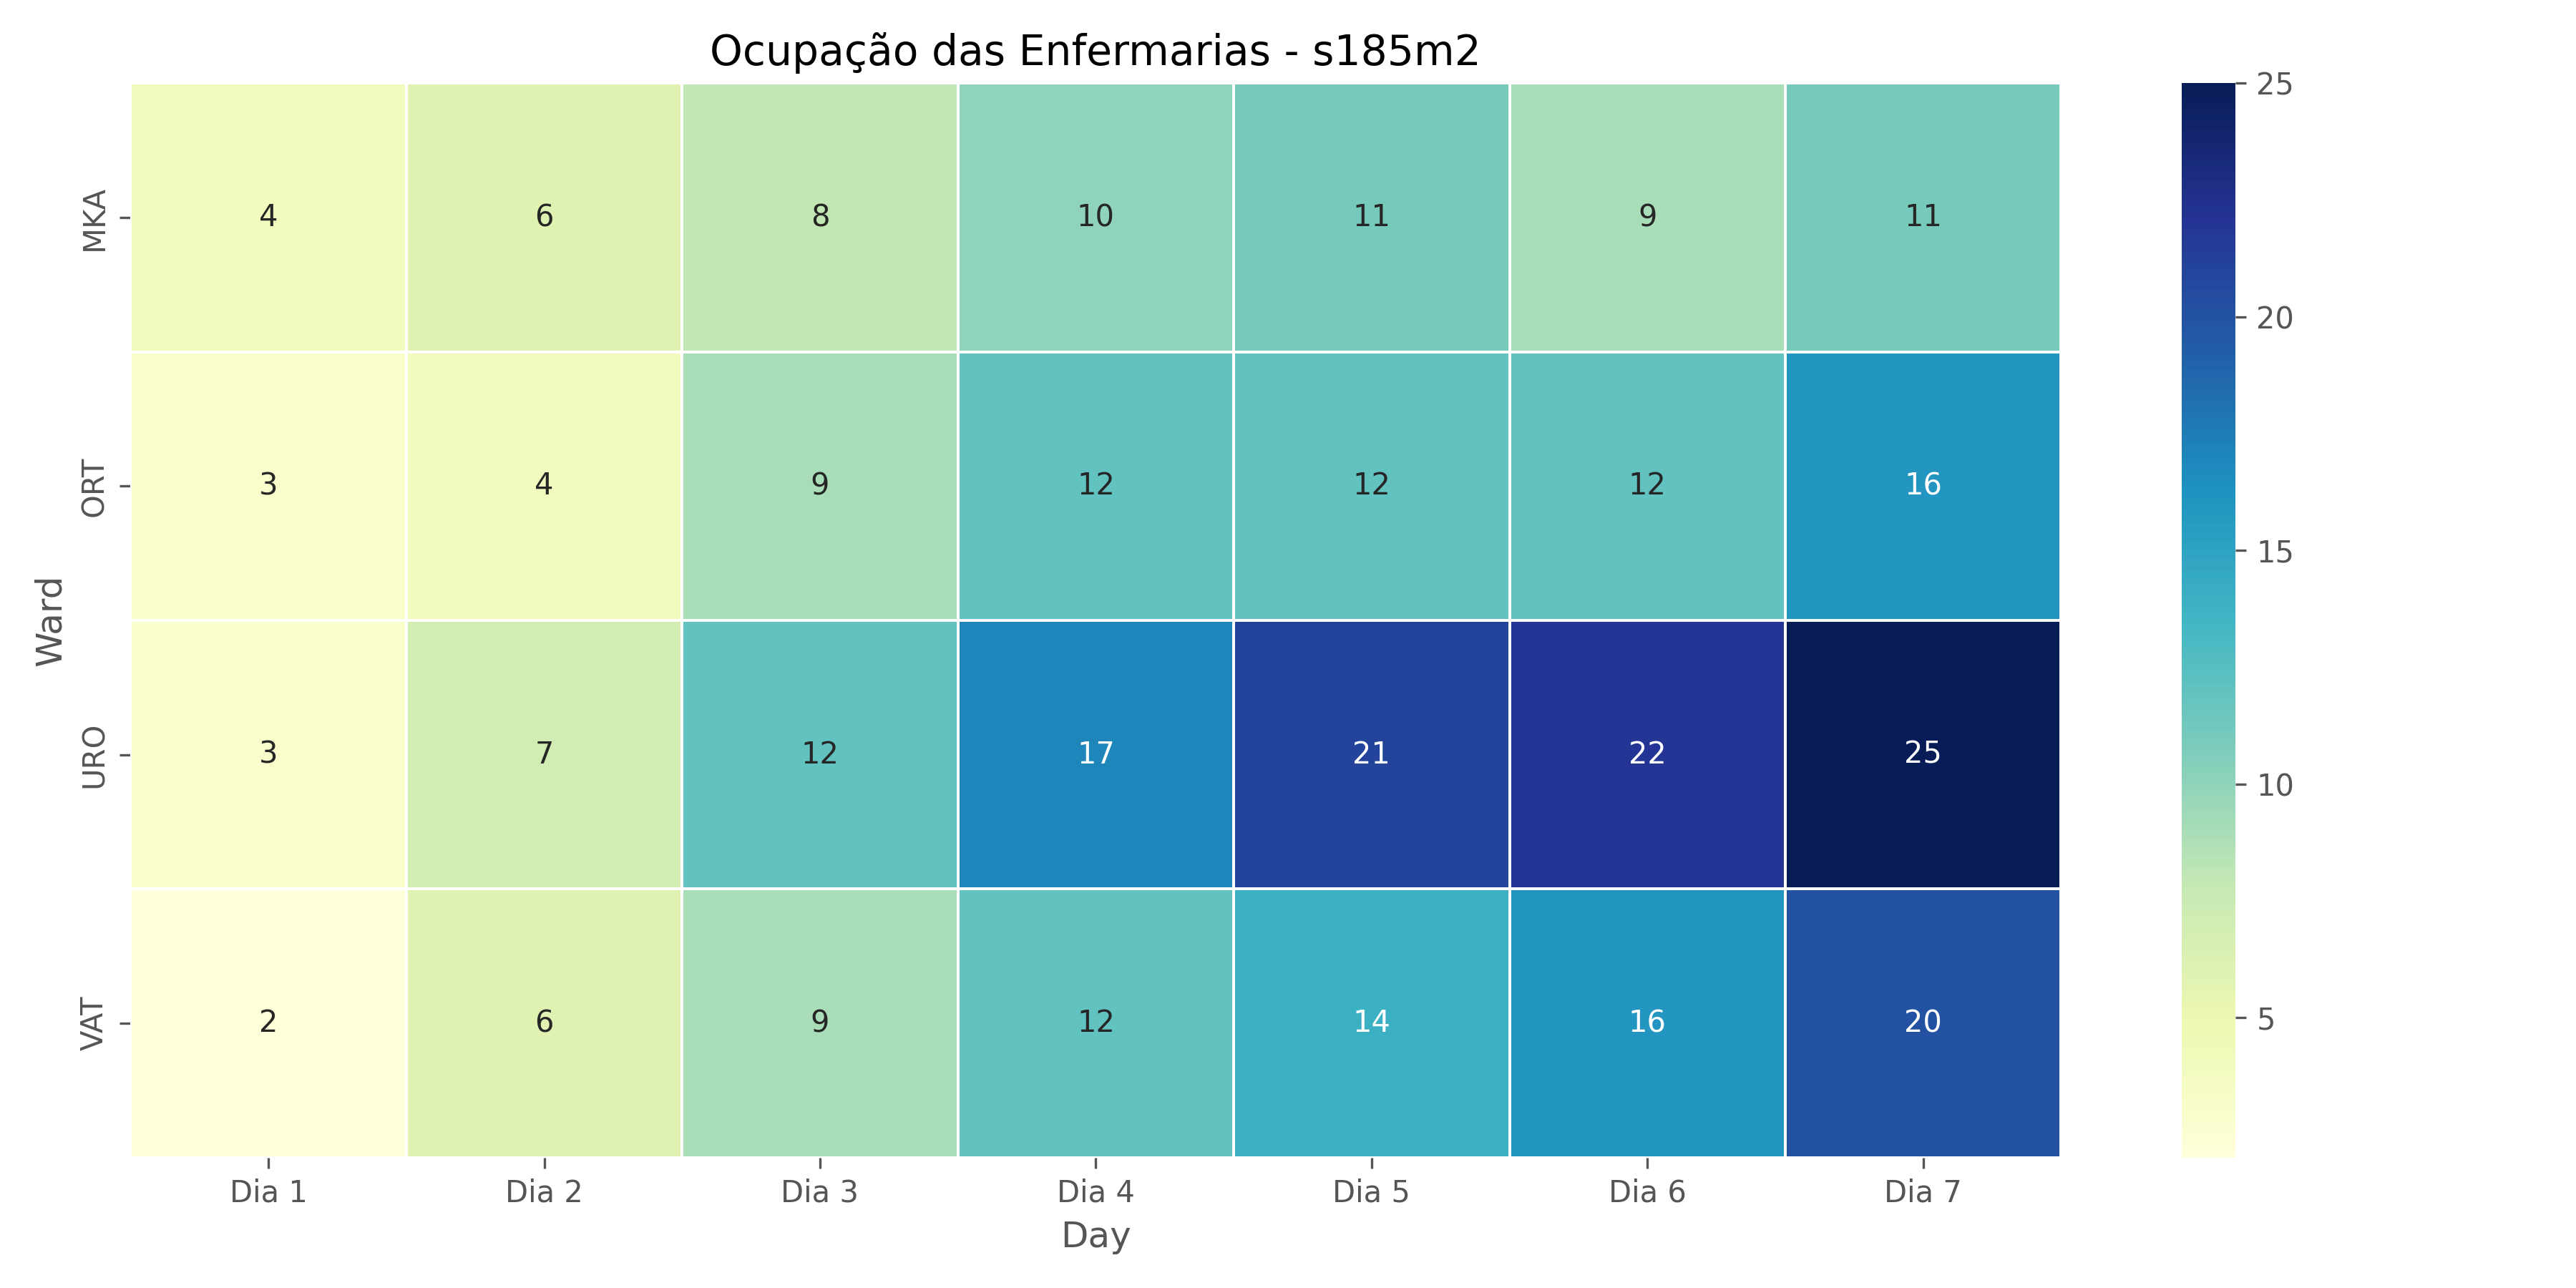 Ocupação das Enfermarias - s185m2
Ward
MKA
4 6 8 10 11 9 11
ORT
3 4 9 12 12 12 16
URO
3 7 12 17 21 22 25
VAT
2 6 9 12 14 16 20
Dia 1 Dia 2 Dia 3 Dia 4 Dia 5 Dia 6 Dia 7
Day
25
20
15
10
5